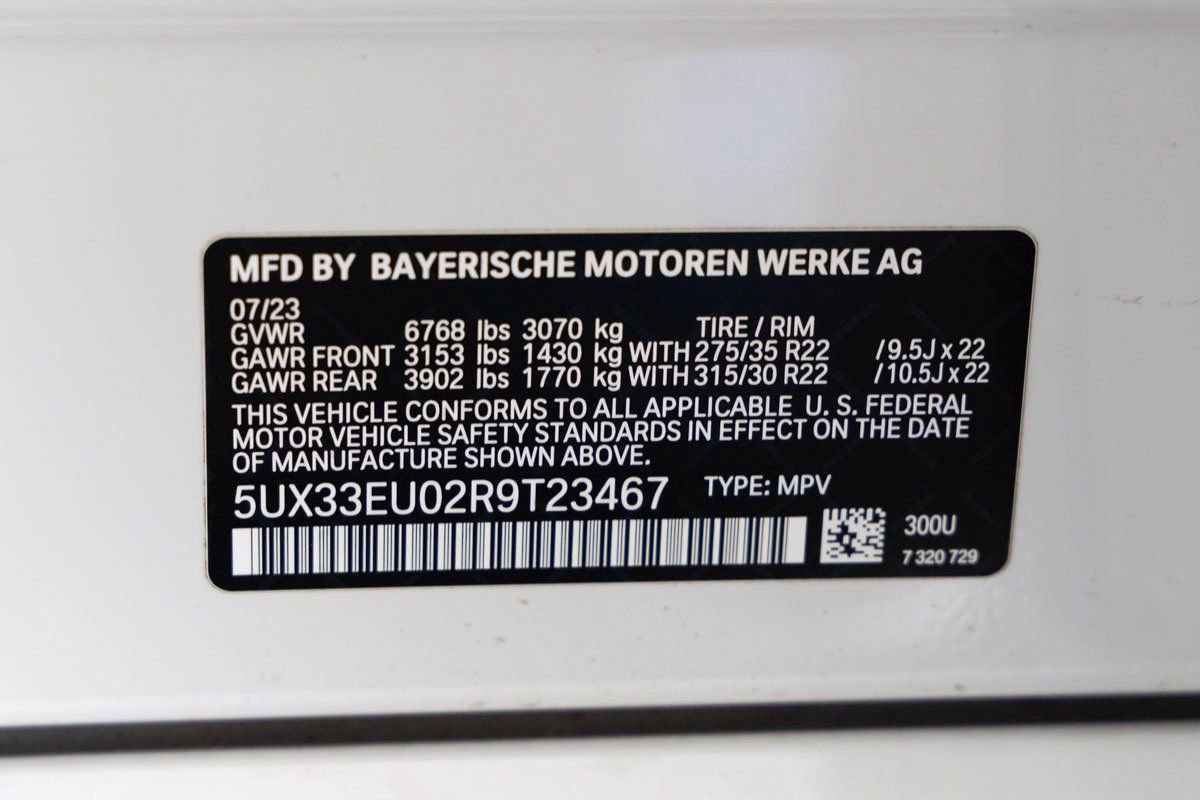 MFD BY BAYERISCHE MOTOREN WERKE AG
07/23
GVWR 6768 lbs 3070 kg TIRE / RIM
GAWR FRONT 3153 lbs 1430 kg WITH 275/35 R22 / 9.5J x 22
GAWR REAR 3902 lbs 1770 kg WITH 315/30 R22 / 10.5J x 22
THIS VEHICLE CONFORMS TO ALL APPLICABLE U. S. FEDERAL
MOTOR VEHICLE SAFETY STANDARDS IN EFFECT ON THE DATE
OF MANUFACTURE SHOWN ABOVE.
5UX33EU02R9T23467 TYPE: MPV
300U
7 320 729